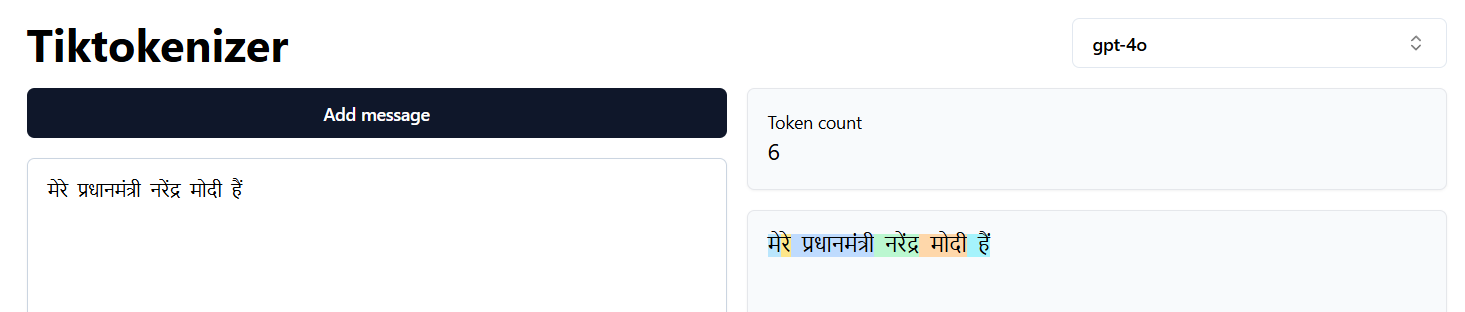 Tiktokenizer
gpt-4o
Add message
Token count
6
मेरे प्रधानमंत्री नरेंद्र मोदी हैं
मेरे प्रधानमंत्री नरेंद्र मोदी हैं